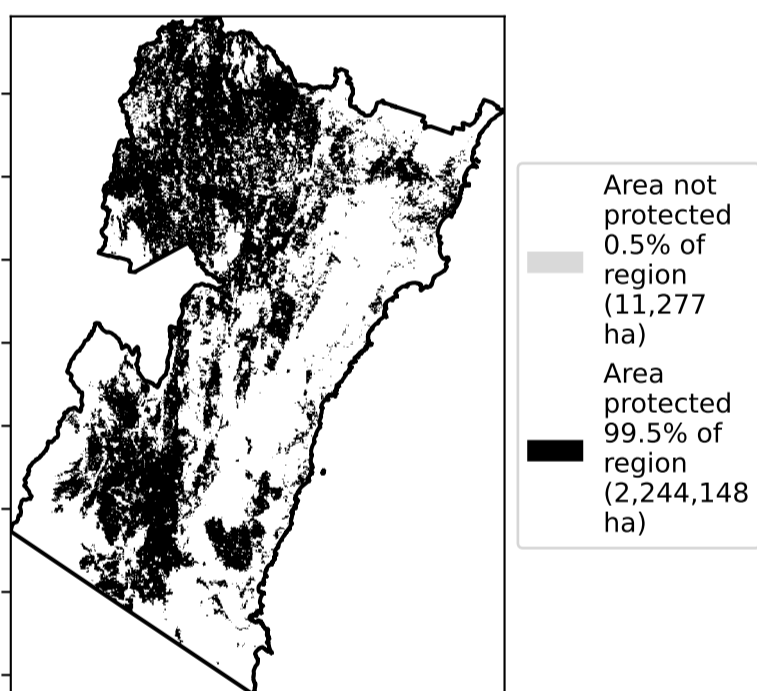 Area not
protected
0.5% of
region
(11,277
ha)
Area
protected
99.5% of
region
(2,244,148
ha)